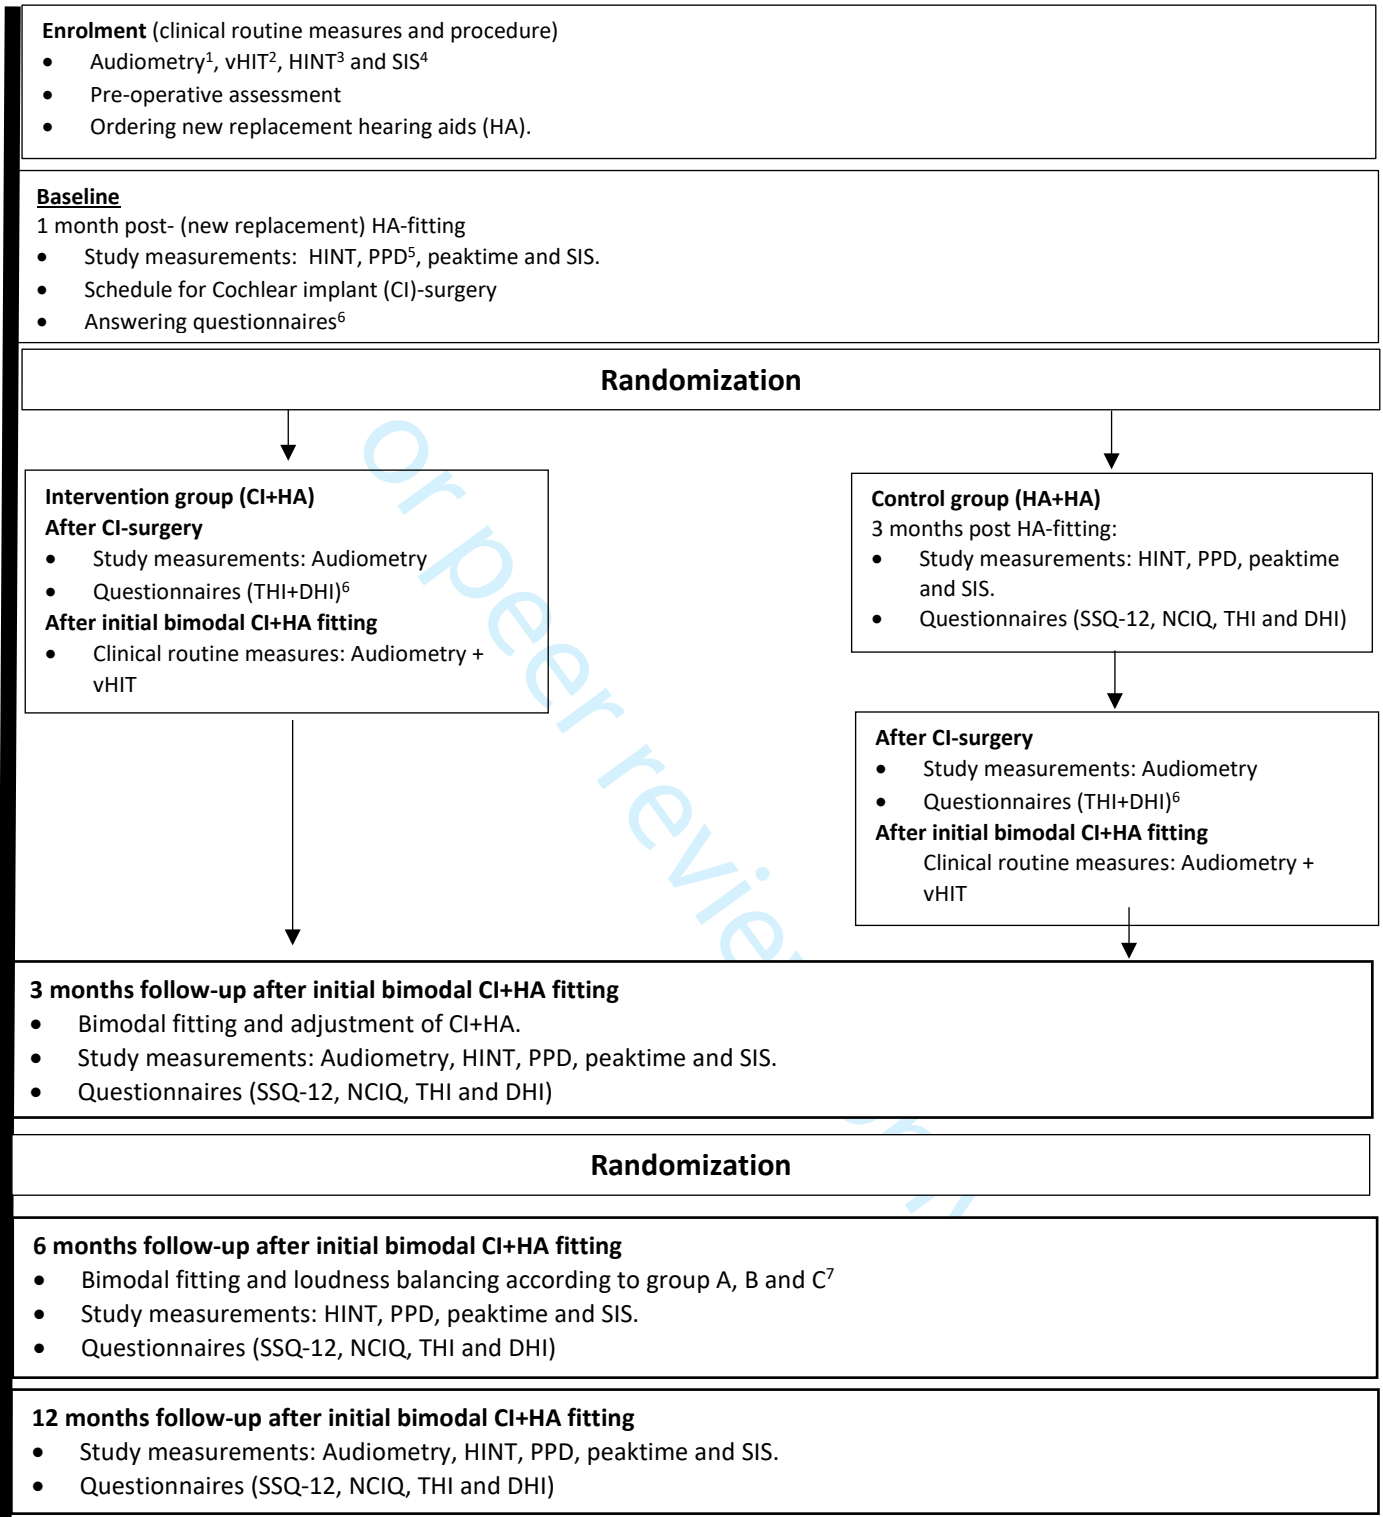 Enrolment (clinical routine measures and procedure)
• Audiometry¹, vHIT², HINT³ and SIS⁴
• Pre-operative assessment
• Ordering new replacement hearing aids (HA).
Baseline
1 month post- (new replacement) HA-fitting
• Study measurements: HINT, PPD⁵, peaktime and SIS.
• Schedule for Cochlear implant (CI)-surgery
• Answering questionnaires⁶
Randomization
Intervention group (CI+HA)
After CI-surgery
• Study measurements: Audiometry
• Questionnaires (THI+DHI)⁶
After initial bimodal CI+HA fitting
• Clinical routine measures: Audiometry +
vHIT
Control group (HA+HA)
3 months post HA-fitting:
• Study measurements: HINT, PPD, peaktime
and SIS.
• Questionnaires (SSQ-12, NCIQ, THI and DHI)
After CI-surgery
• Study measurements: Audiometry
• Questionnaires (THI+DHI)⁶
After initial bimodal CI+HA fitting
Clinical routine measures: Audiometry +
vHIT
3 months follow-up after initial bimodal CI+HA fitting
• Bimodal fitting and adjustment of CI+HA.
• Study measurements: Audiometry, HINT, PPD, peaktime and SIS.
• Questionnaires (SSQ-12, NCIQ, THI and DHI)
Randomization
6 months follow-up after initial bimodal CI+HA fitting
• Bimodal fitting and loudness balancing according to group A, B and C⁷
• Study measurements: HINT, PPD, peaktime and SIS.
• Questionnaires (SSQ-12, NCIQ, THI and DHI)
12 months follow-up after initial bimodal CI+HA fitting
• Study measurements: Audiometry, HINT, PPD, peaktime and SIS.
• Questionnaires (SSQ-12, NCIQ, THI and DHI)
or peer review